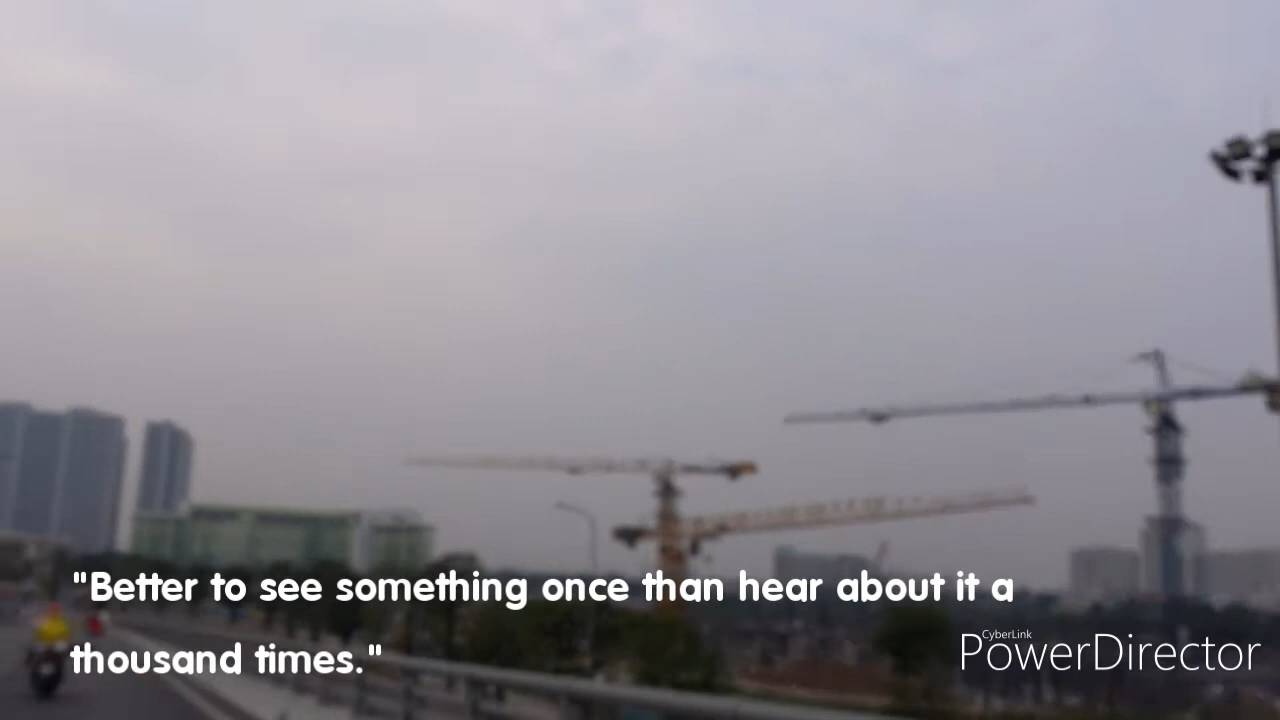 "Better to see something once than hear about it a
thousand times."
CyberLink
PowerDirector